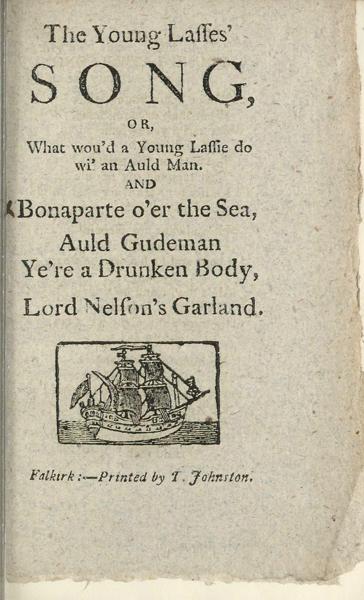 The Young Laſſes'
SONG,
OR,
What wou'd a Young Laſſie do
wi' an Auld Man.
AND
Bonaparte o'er the Sea,
Auld Gudeman
Ye're a Drunken Body,
Lord Nelſon's Garland.
Falkirk:—Printed by T. Johnſton.